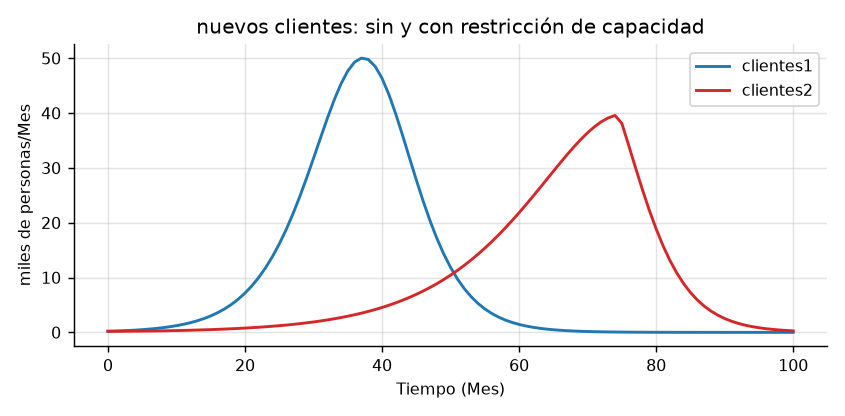 nuevos clientes: sin y con restricción de capacidad
clientes1
clientes2
miles de personas/Mes
50
40
30
20
10
0
0 20 40 60 80 100
Tiempo (Mes)